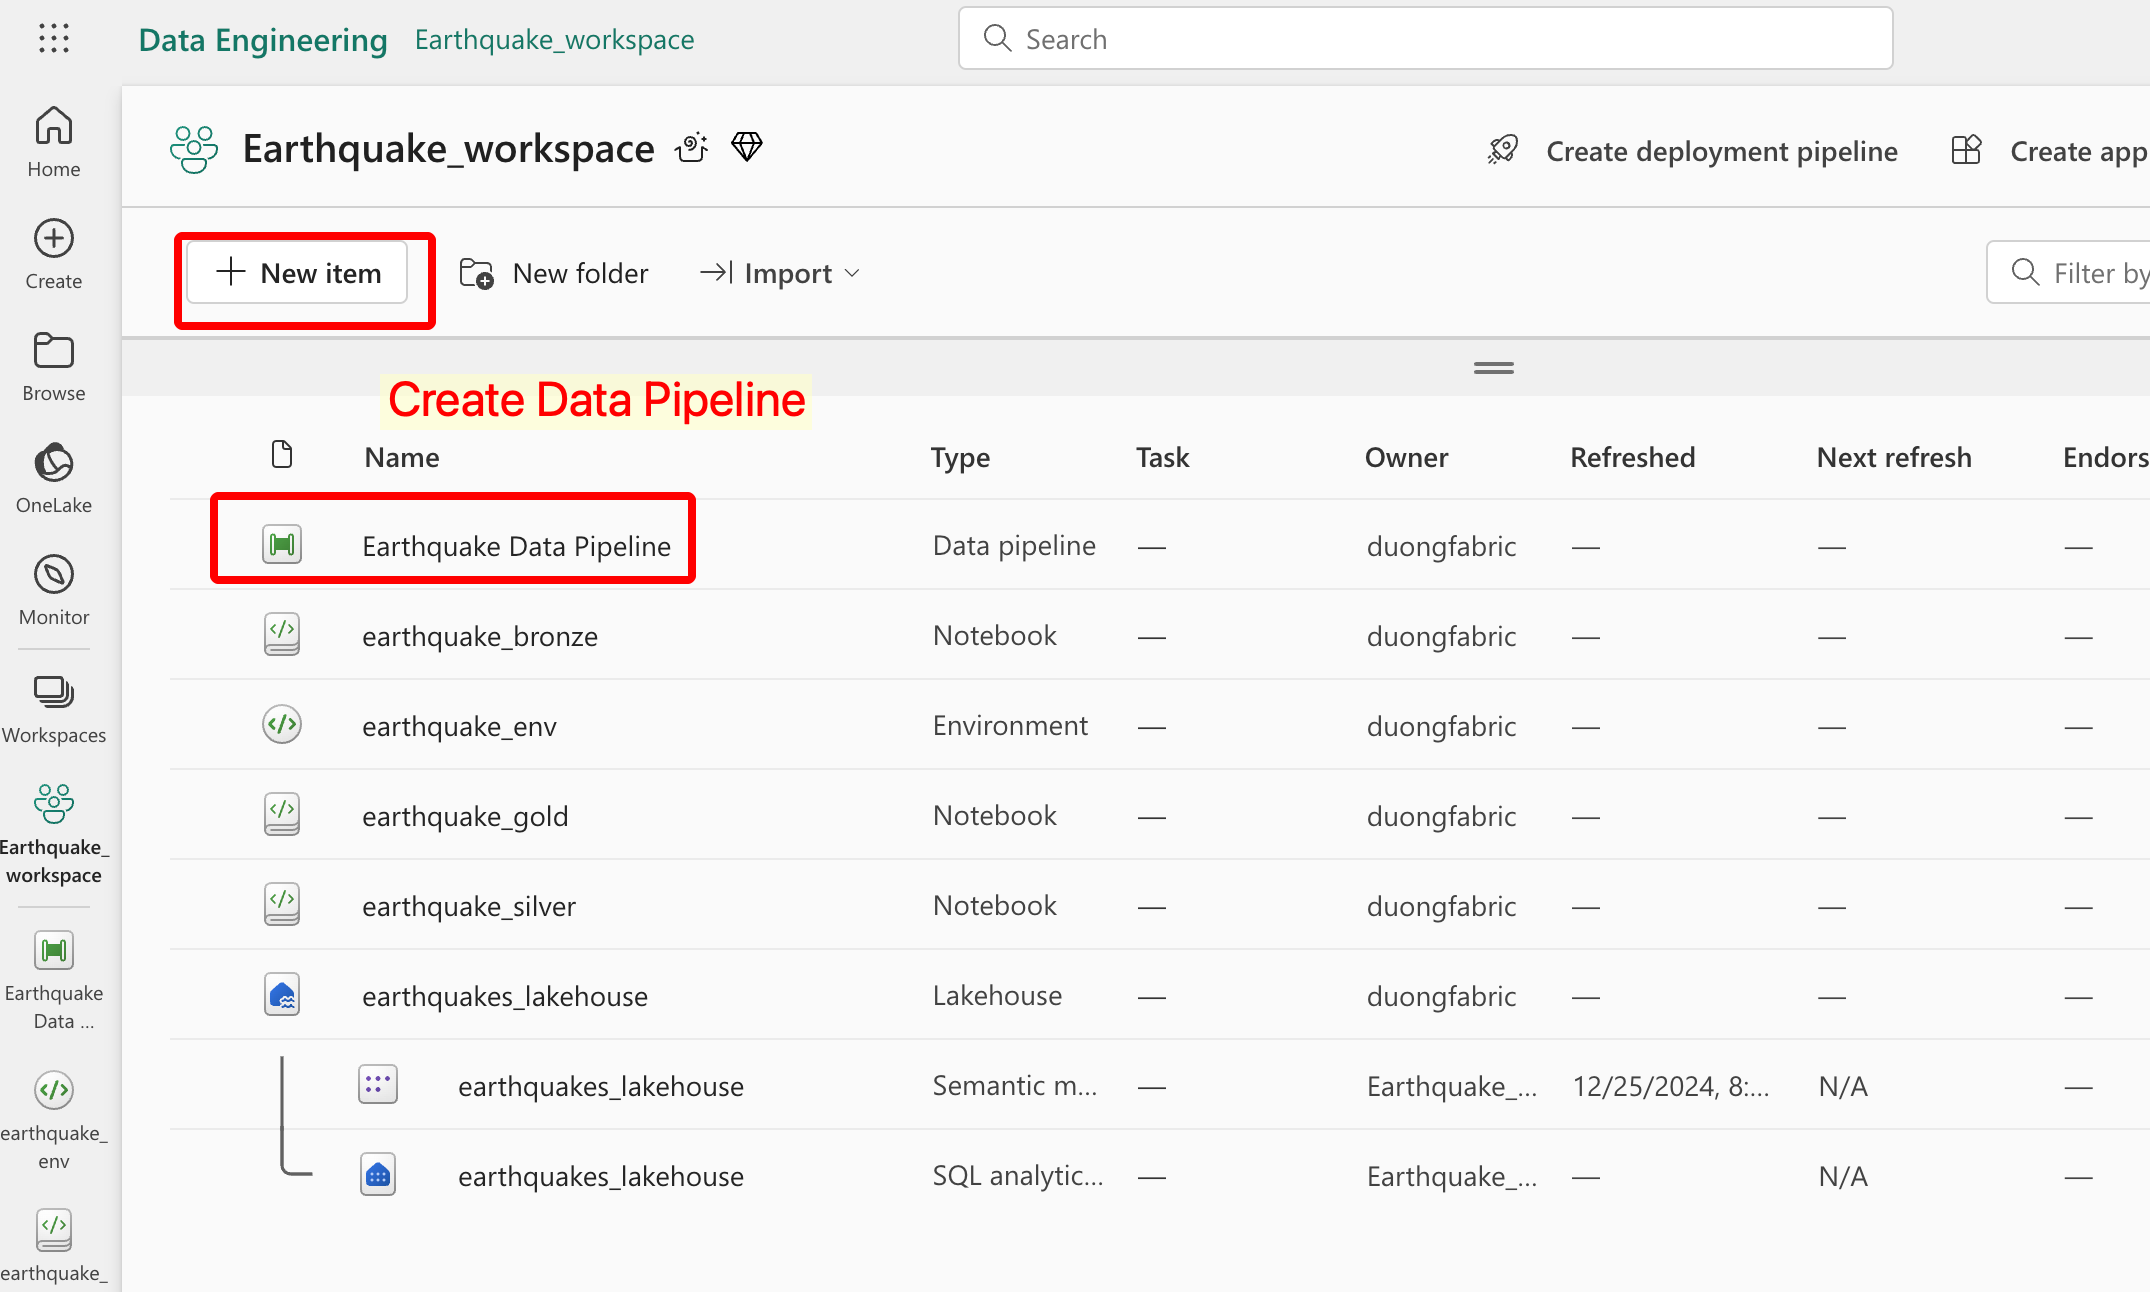 Data Engineering Earthquake_workspace Search
Home
Create
Browse
OneLake
Monitor
Workspaces
Earthquake_
workspace
Earthquake
Data ...
earthquake_
env
earthquake_
Earthquake_workspace Create deployment pipeline Create app
New item New folder Import Filter by
Create Data Pipeline
Name Type Task Owner Refreshed Next refresh Endors
Earthquake Data Pipeline Data pipeline — duongfabric — — —
earthquake_bronze Notebook — duongfabric — — —
earthquake_env Environment — duongfabric — — —
earthquake_gold Notebook — duongfabric — — —
earthquake_silver Notebook — duongfabric — — —
earthquakes_lakehouse Lakehouse — duongfabric — — —
earthquakes_lakehouse Semantic m... — Earthquake_... 12/25/2024, 8:... N/A —
earthquakes_lakehouse SQL analytic... — Earthquake_... — N/A —